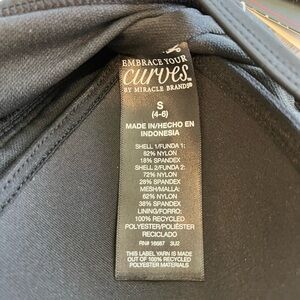 EMBRACE YOUR
curves
BY MIRACLE BRANDS®
S
(4-6)
MADE IN/HECHO EN
INDONESIA
SHELL 1/FUNDA 1:
82% NYLON
18% SPANDEX
SHELL 2/FUNDA 2:
72% NYLON
28% SPANDEX
MESH/MALLA:
62% NYLON
38% SPANDEX
LINING/FORRO:
100% RECYCLED
POLYESTER/POLIÉSTER
RECICLADO
RN# 16687 3U2
THIS LABEL YARN IS MADE
OUT OF 100% RECYCLED
POLYESTER MATERIALS